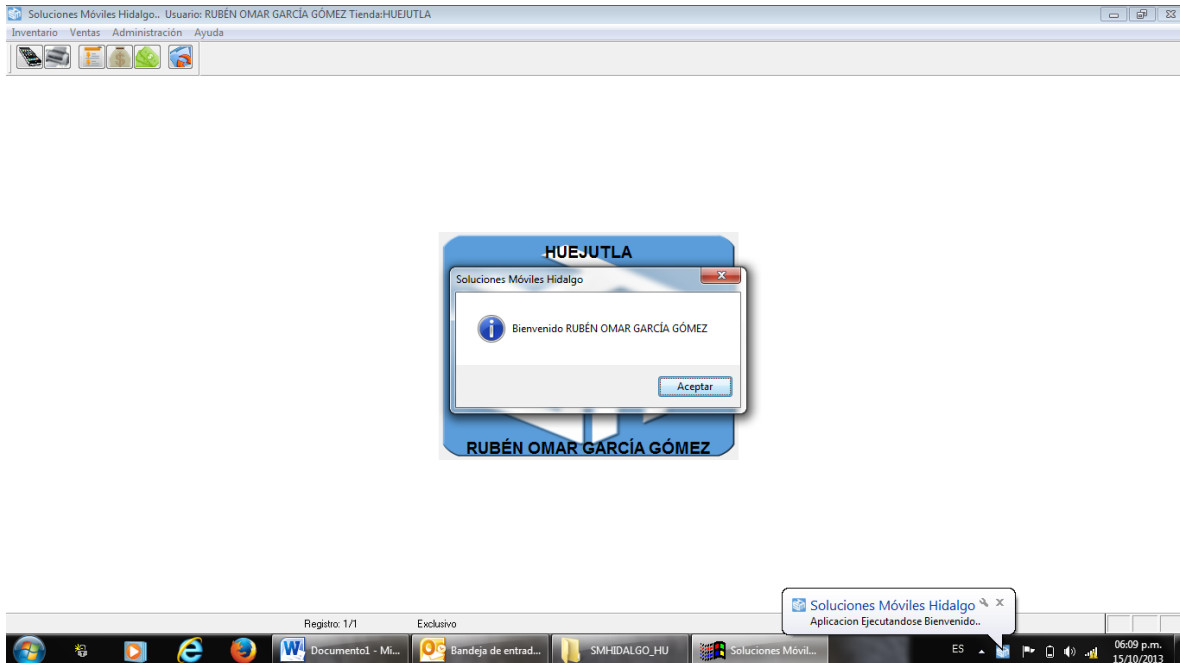 Soluciones Móviles Hidalgo.. Usuario: RUBÉN OMAR GARCÍA GÓMEZ Tienda:HUEJUTLA
Inventario Ventas Administración Ayuda
HUEJUTLA
Soluciones Móviles Hidalgo
Bienvenido RUBÉN OMAR GARCÍA GÓMEZ
Aceptar
RUBÉN OMAR GARCÍA GÓMEZ
Soluciones Móviles Hidalgo
Aplicacion Ejecutandose Bienvenido..
Registro: 1/1 Exclusivo
Documento1 - Mi... Bandeja de entrad... SMHIDALGO_HU Soluciones Móvil... ES 06:09 p.m.
15/10/2013